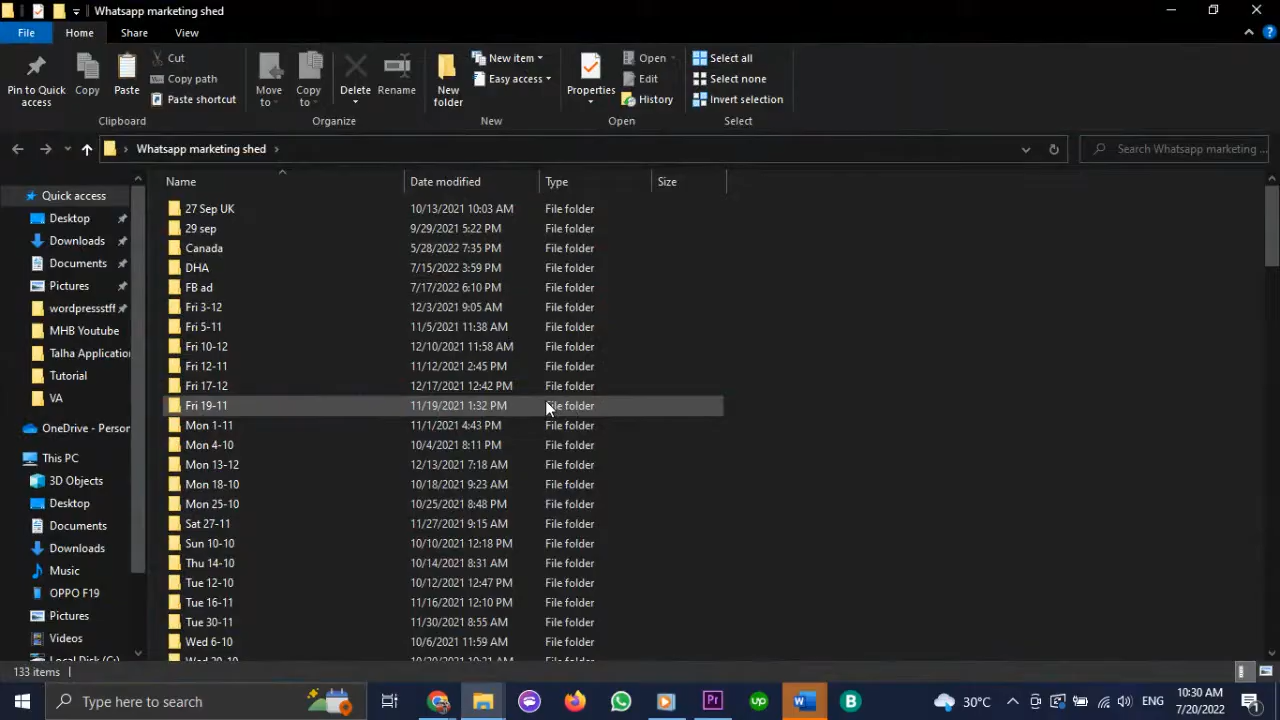 Whatsapp marketing shed
File
Home
Share
View
Pin to Quick access
Copy
Paste
Cut
Copy path
Paste shortcut
Clipboard
Move to
Copy to
Delete
Rename
Organize
New folder
New item
Easy access
New
Properties
Open
Edit
History
Open
Select all
Select none
Invert selection
Select
Whatsapp marketing shed
Search Whatsapp marketing ...
Name
Date modified
Type
Size
Quick access
Desktop
Downloads
Documents
Pictures
wordpressstff
MHB Youtube
Talha Applicatio
Tutorial
VA
OneDrive - Person
This PC
3D Objects
Desktop
Documents
Downloads
Music
OPPO F19
Pictures
Videos
Local Disk (C:)
27 Sep UK 10/13/2021 10:03 AM File folder
29 sep 9/29/2021 5:22 PM File folder
Canada 5/28/2022 7:35 PM File folder
DHA 7/15/2022 3:59 PM File folder
FB ad 7/17/2022 6:10 PM File folder
Fri 3-12 12/3/2021 9:05 AM File folder
Fri 5-11 11/5/2021 11:38 AM File folder
Fri 10-12 12/10/2021 11:58 AM File folder
Fri 12-11 11/12/2021 2:45 PM File folder
Fri 17-12 12/17/2021 12:42 PM File folder
Fri 19-11 11/19/2021 1:32 PM File folder
Mon 1-11 11/1/2021 4:43 PM File folder
Mon 4-10 10/4/2021 8:11 PM File folder
Mon 13-12 12/13/2021 7:18 AM File folder
Mon 18-10 10/18/2021 9:23 AM File folder
Mon 25-10 10/25/2021 8:48 PM File folder
Sat 27-11 11/27/2021 9:15 AM File folder
Sun 10-10 10/10/2021 12:18 PM File folder
Thu 14-10 10/14/2021 8:31 AM File folder
Tue 12-10 10/12/2021 12:47 PM File folder
Tue 16-11 11/16/2021 12:10 PM File folder
Tue 30-11 11/30/2021 8:55 AM File folder
Wed 6-10 10/6/2021 11:59 AM File folder
133 items
Type here to search
30°C
ENG
10:30 AM
7/20/2022